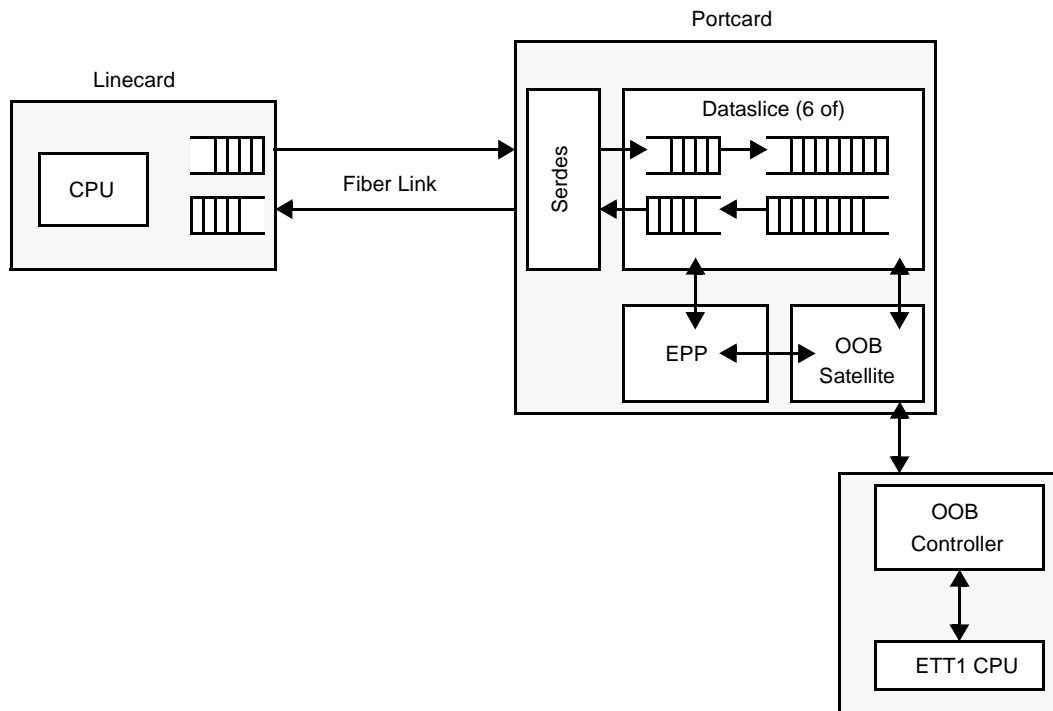 Portcard
Linecard
Dataslice (6 of)
CPU
Serdes
Fiber Link
EPP
OOB
Satellite
OOB
Controller
ETT1 CPU